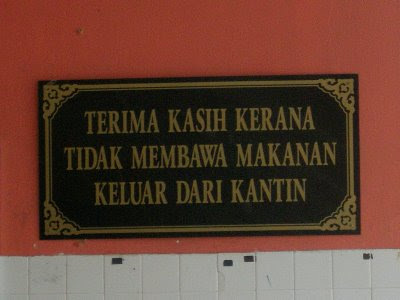 TERIMA KASIH KERANA
TIDAK MEMBAWA MAKANAN
KELUAR DARI KANTIN